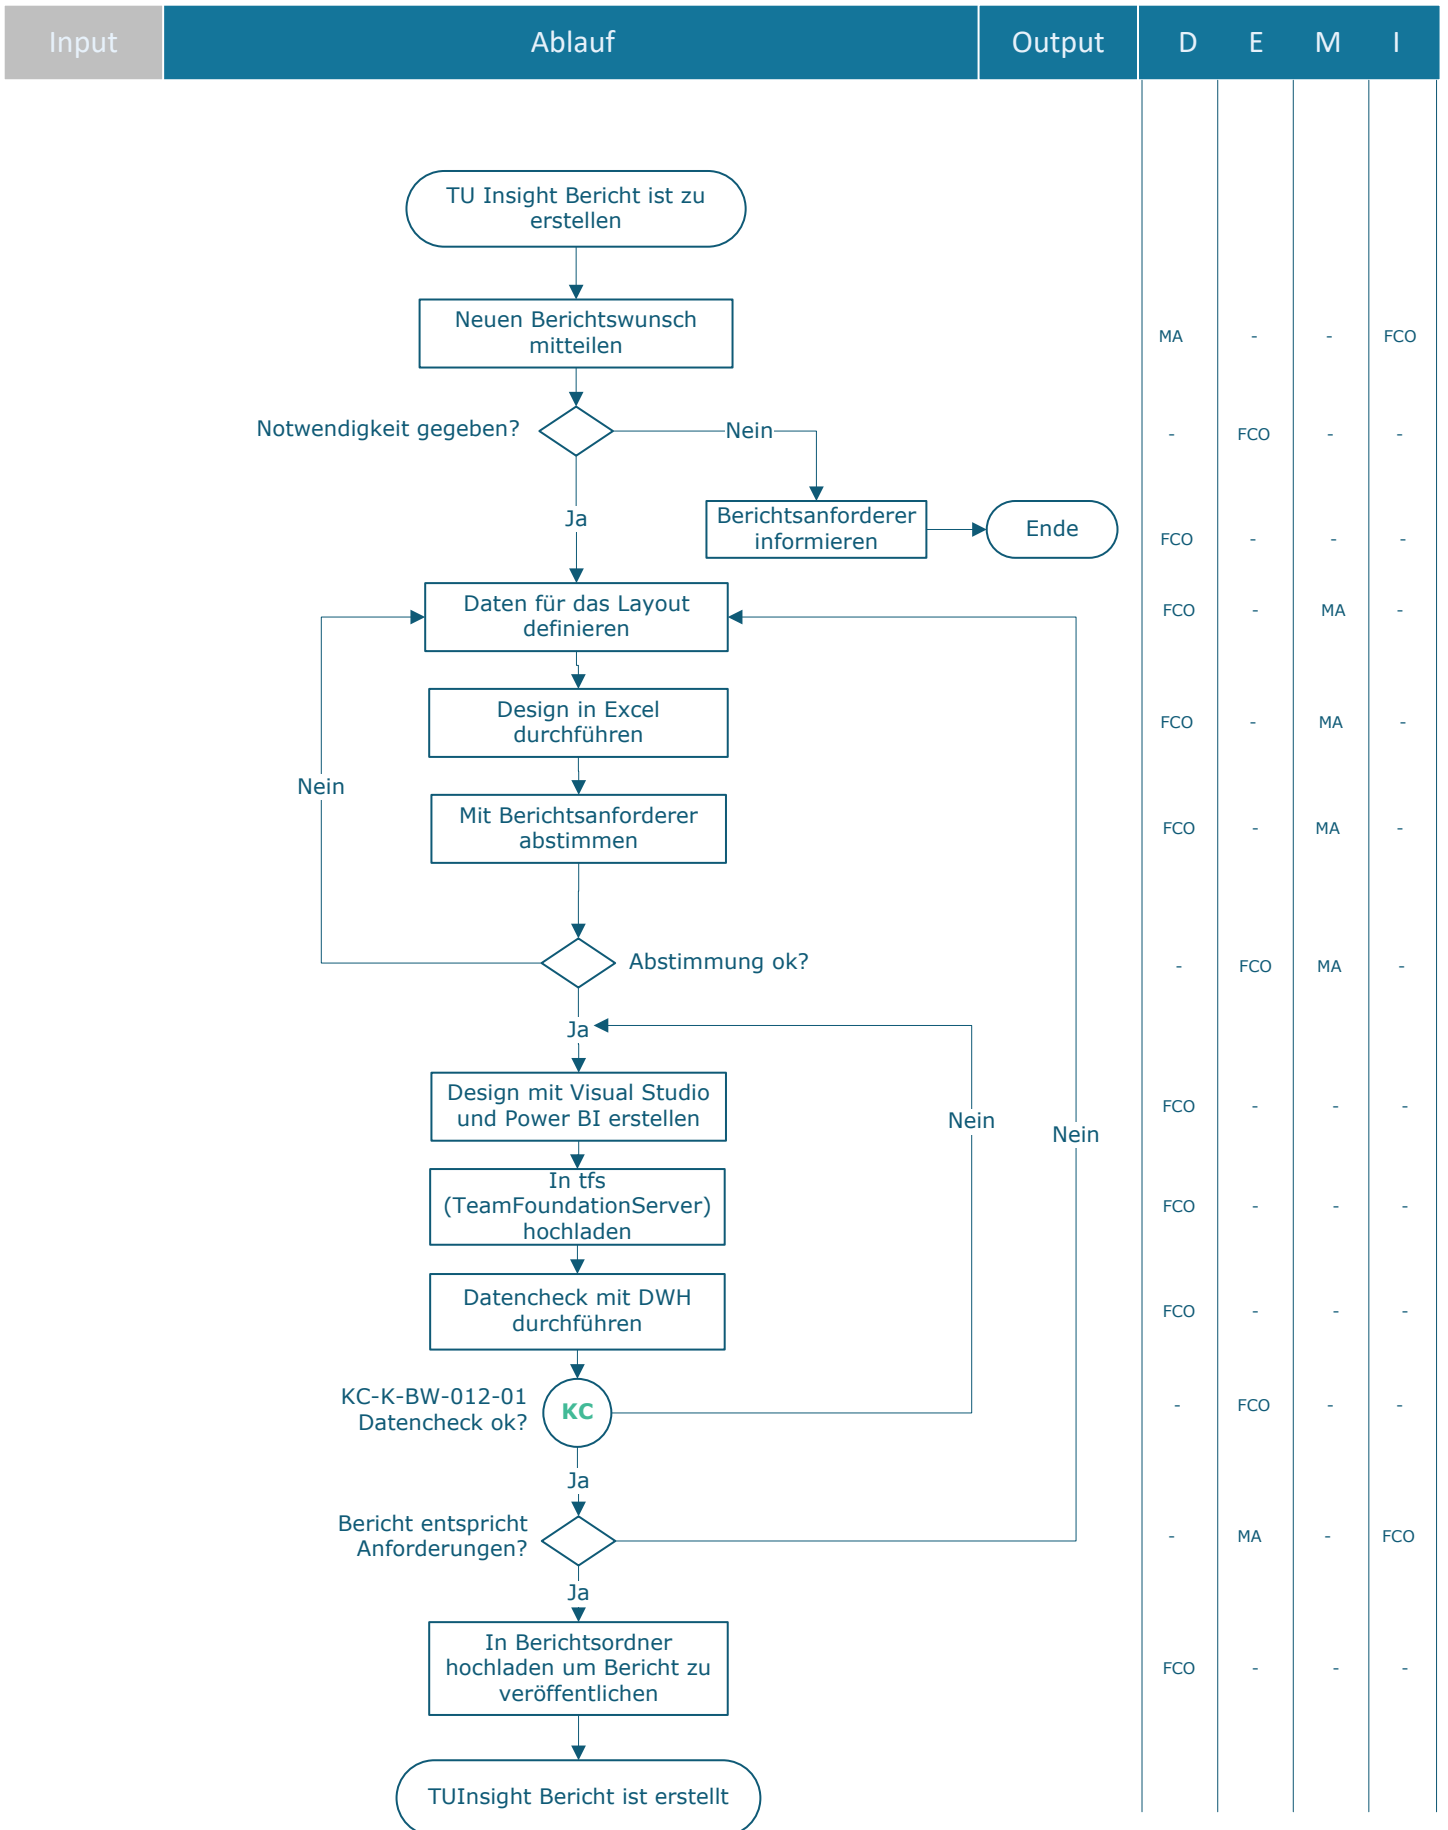 Input Ablauf Output D E M I
TU Insight Bericht ist zu
erstellen
Neuen Berichtswunsch
mitteilen
MA - - FCO
Notwendigkeit gegeben?
Nein
- FCO - -
Ja
Berichtsanforderer
informieren
Ende
FCO - - -
Daten für das Layout
definieren
FCO - MA -
Design in Excel
durchführen
FCO - MA -
Nein
Mit Berichtsanforderer
abstimmen
FCO - MA -
Abstimmung ok?
- FCO MA -
Ja
Design mit Visual Studio
und Power BI erstellen
Nein
Nein
FCO - - -
In tfs
(TeamFoundationServer)
hochladen
FCO - - -
Datencheck mit DWH
durchführen
FCO - - -
KC-K-BW-012-01
Datencheck ok?
KC
- FCO - -
Ja
Bericht entspricht
Anforderungen?
- MA - FCO
Ja
In Berichtsordner
hochladen um Bericht zu
veröffentlichen
FCO - - -
TUInsight Bericht ist erstellt